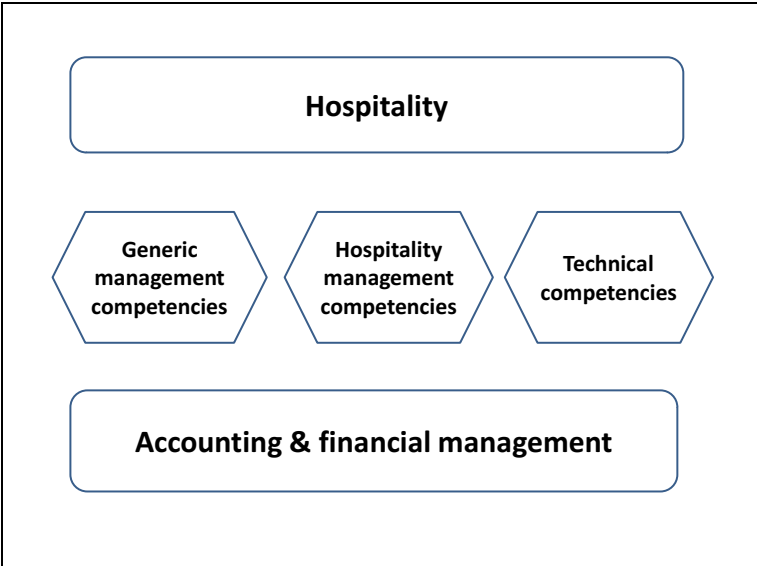 Hospitality
Generic
management
competencies
Hospitality
management
competencies
Technical
competencies
Accounting & financial management